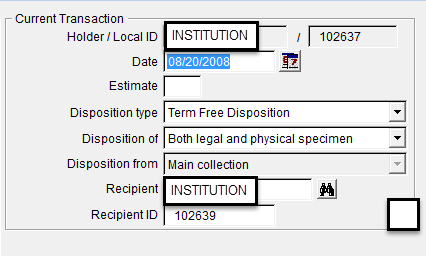 Current Transaction
Holder / Local ID INSTITUTION / 102637
Date 08/20/2008
Estimate
Disposition type Term Free Disposition
Disposition of Both legal and physical specimen
Disposition from Main collection
Recipient INSTITUTION
Recipient ID 102639